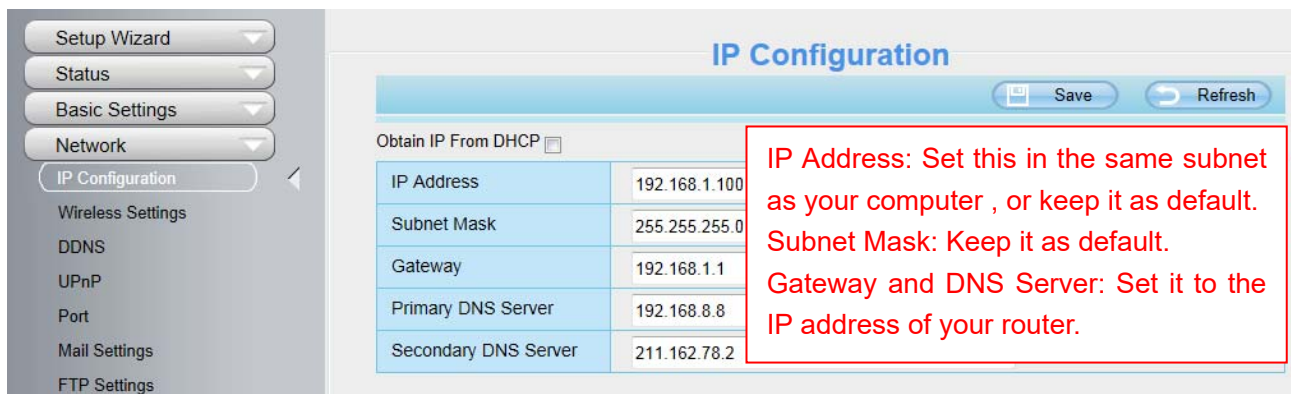 Setup Wizard
Status
Basic Settings
Network
IP Configuration
Wireless Settings
DDNS
UPnP
Port
Mail Settings
FTP Settings
IP Configuration
Save Refresh
Obtain IP From DHCP
IP Address 192.168.1.100
Subnet Mask 255.255.255.0
Gateway 192.168.1.1
Primary DNS Server 192.168.8.8
Secondary DNS Server 211.162.78.2
IP Address: Set this in the same subnet
as your computer , or keep it as default.
Subnet Mask: Keep it as default.
Gateway and DNS Server: Set it to the
IP address of your router.